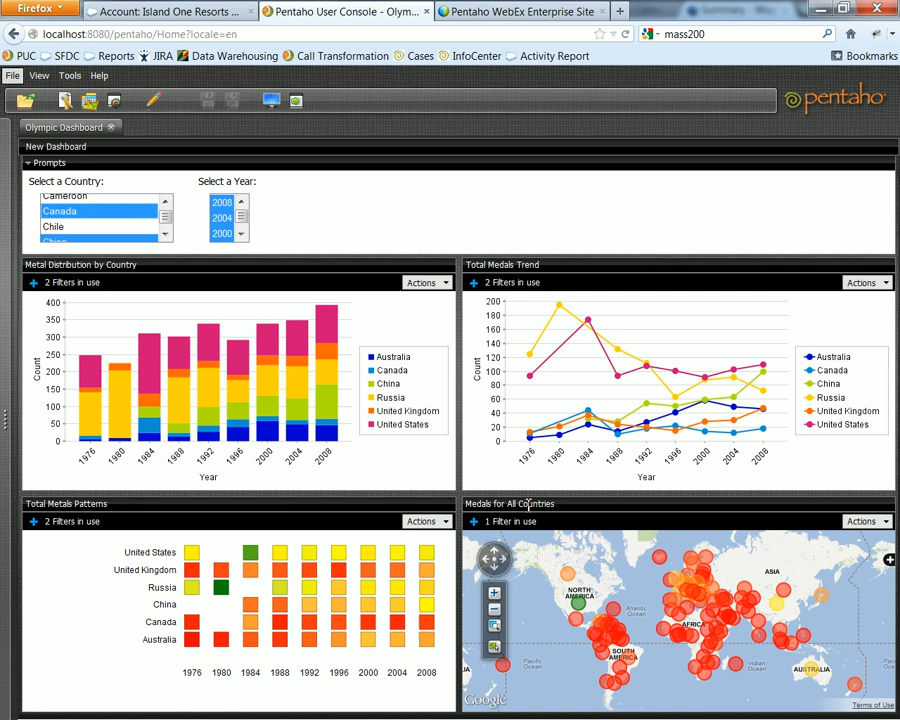 Firefox
Account: Island One Resorts ...
Pentaho User Console - Olym...
Pentaho WebEx Enterprise Site
localhost:8080/pentaho/Home?locale=en
mass200
PUC
SFDC
Reports
JIRA
Data Warehousing
Call Transformation
Cases
InfoCenter
Activity Report
Bookmarks
File View Tools Help
pentaho
Olympic Dashboard
New Dashboard
Prompts
Select a Country:
Select a Year:
Cameroon
Canada
Chile
China
2008
2004
2000
Metal Distribution by Country
2 Filters in use
Actions
400
350
300
250
200
150
100
50
0
Count
1976 1980 1984 1988 1992 1996 2000 2004 2008
Year
Australia
Canada
China
Russia
United Kingdom
United States
Total Medals Trend
2 Filters in use
Actions
200
180
160
140
120
100
80
60
40
20
0
Count
1976 1980 1984 1988 1992 1996 2000 2004 2008
Year
Australia
Canada
China
Russia
United Kingdom
United States
Total Metals Patterns
2 Filters in use
Actions
United States
United Kingdom
Russia
China
Canada
Australia
1976 1980 1984 1988 1992 1996 2000 2004 2008
Medals for All Countries
1 Filter in use
Actions
ASIA
NORTH
AMERICA
Atlantic
Ocean
AFRICA
SOUTH
AMERICA
Pacific
Ocean
Indian
Ocean
AUSTRALIA
Pacific
Ocean
Google
Terms of Use